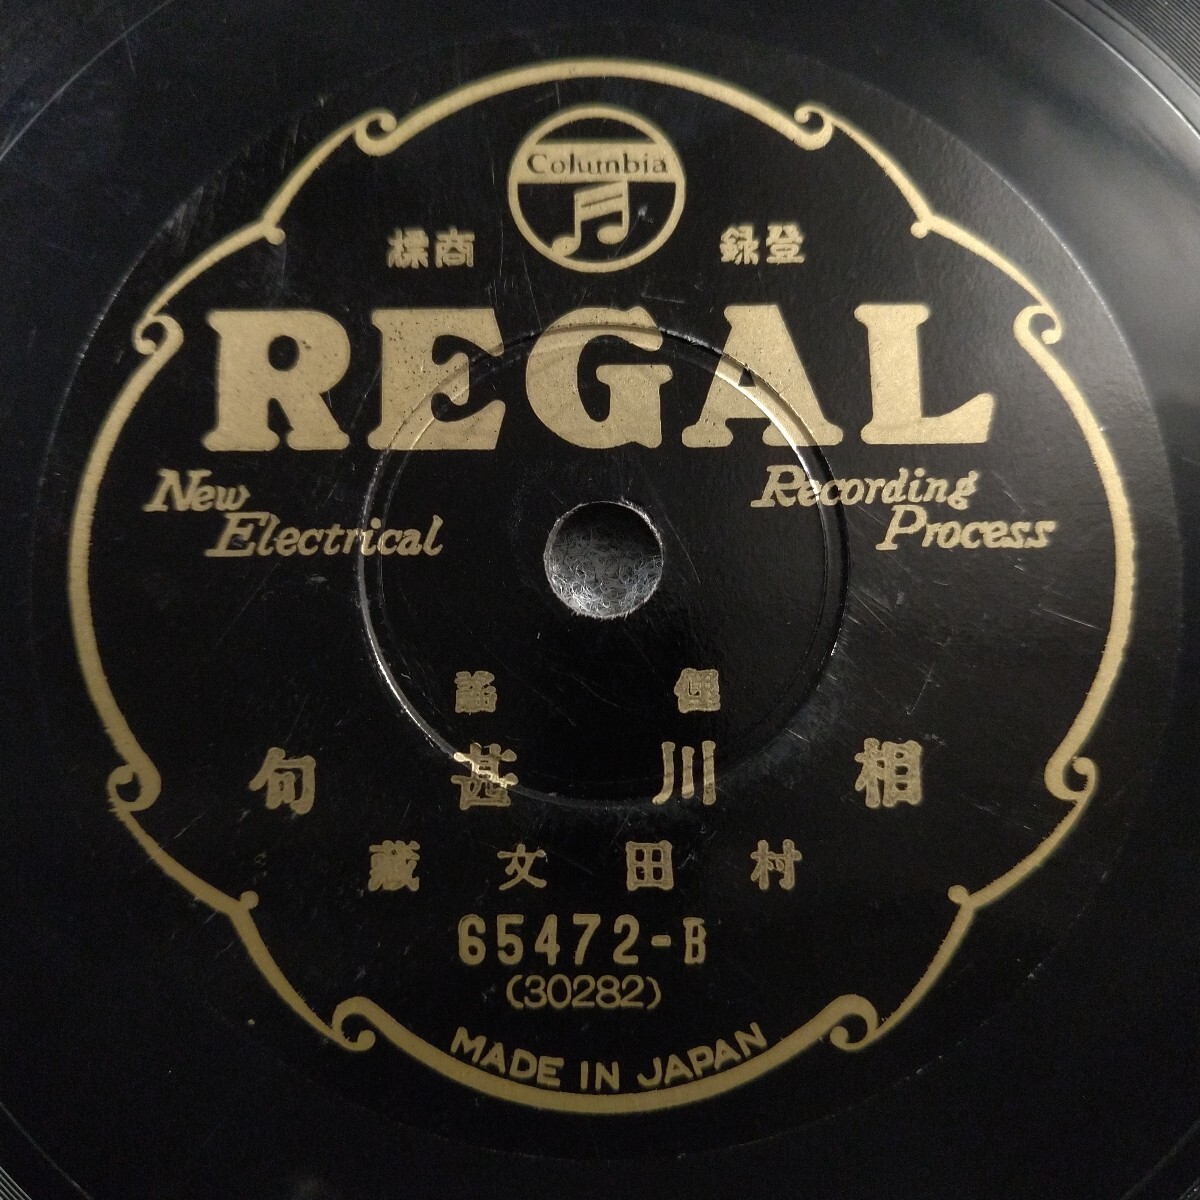 Columbia
標商 録登
REGAL
New Electrical
Recording Process
謡俚
句甚川相
蔵文田村
65472-B
(30282)
MADE IN JAPAN